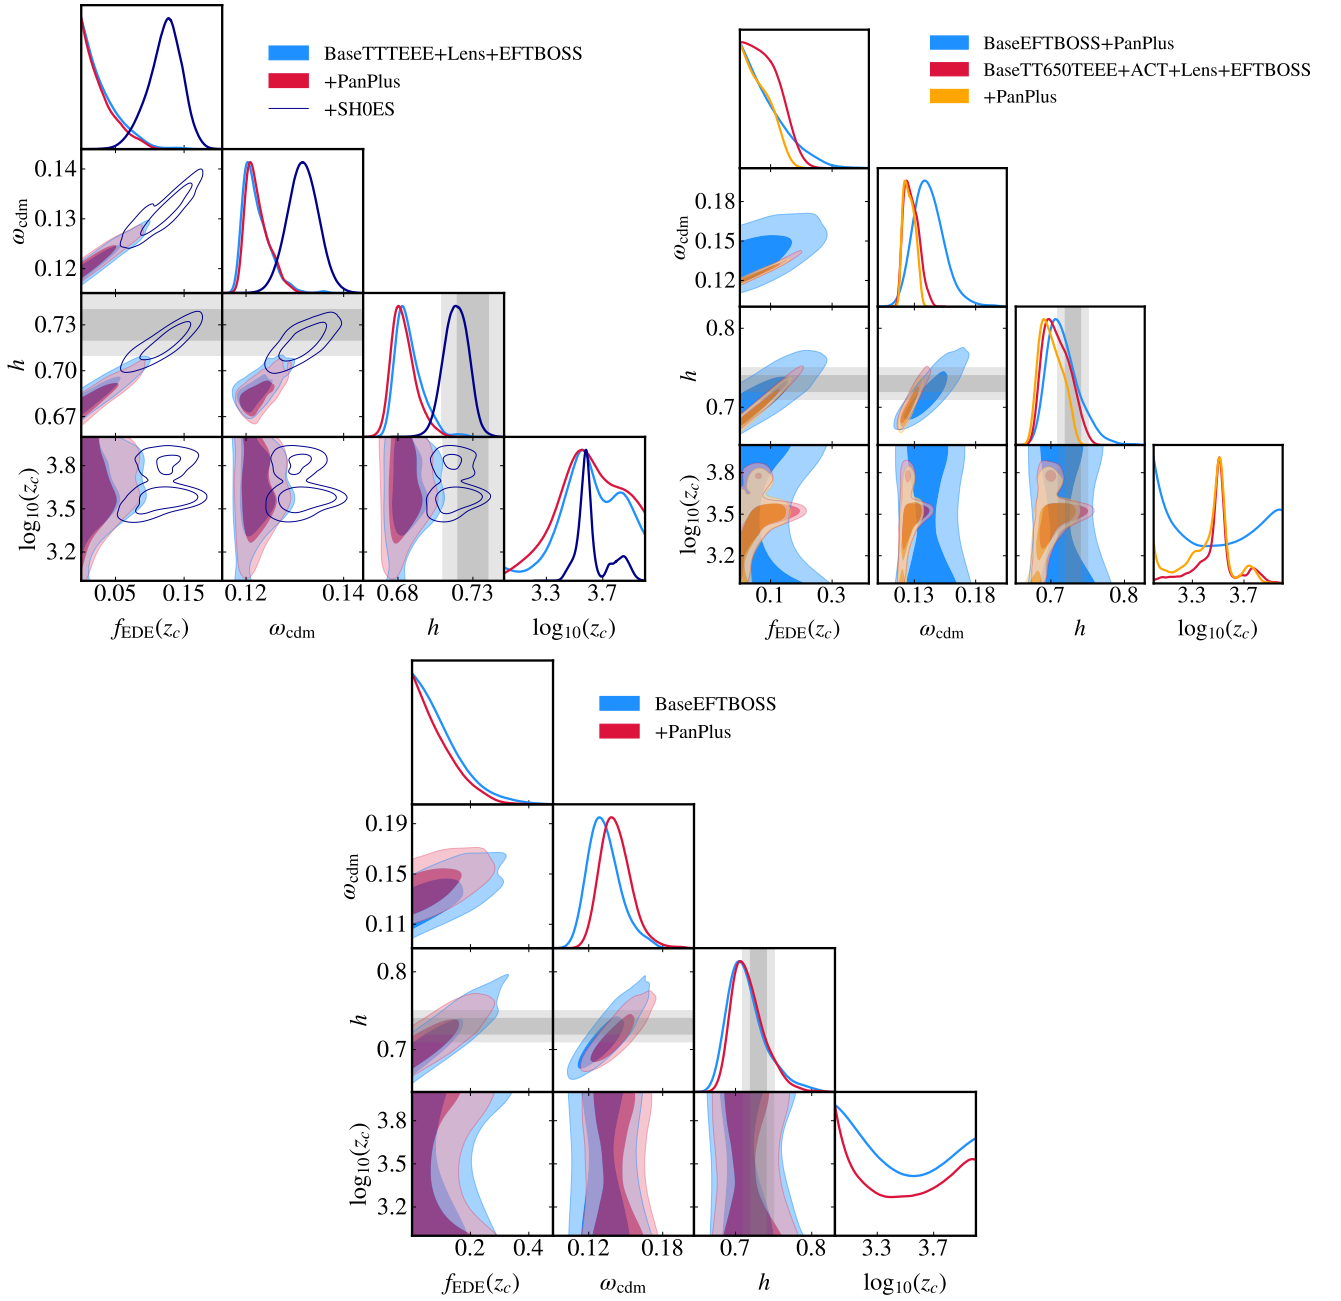 BaseTTTEEE+Lens+EFTBOSS
+PanPlus
+SH0ES
0.14
0.13
0.12
ω_cdm
0.73
0.70
0.67
h
3.8
3.5
3.2
log₁₀(z_c)
0.05 0.15 0.12 0.14 0.68 0.73 3.3 3.7
f_EDE(z_c) ω_cdm h log₁₀(z_c)
BaseEFTBOSS+PanPlus
BaseTT650TEEE+ACT+Lens+EFTBOSS
+PanPlus
0.18
0.15
0.12
ω_cdm
0.8
0.7
h
3.8
3.5
3.2
log₁₀(z_c)
0.1 0.3 0.13 0.18 0.7 0.8 3.3 3.7
f_EDE(z_c) ω_cdm h log₁₀(z_c)
BaseEFTBOSS
+PanPlus
0.19
0.15
0.11
ω_cdm
0.8
0.7
h
3.8
3.5
3.2
log₁₀(z_c)
0.2 0.4 0.12 0.18 0.7 0.8 3.3 3.7
f_EDE(z_c) ω_cdm h log₁₀(z_c)